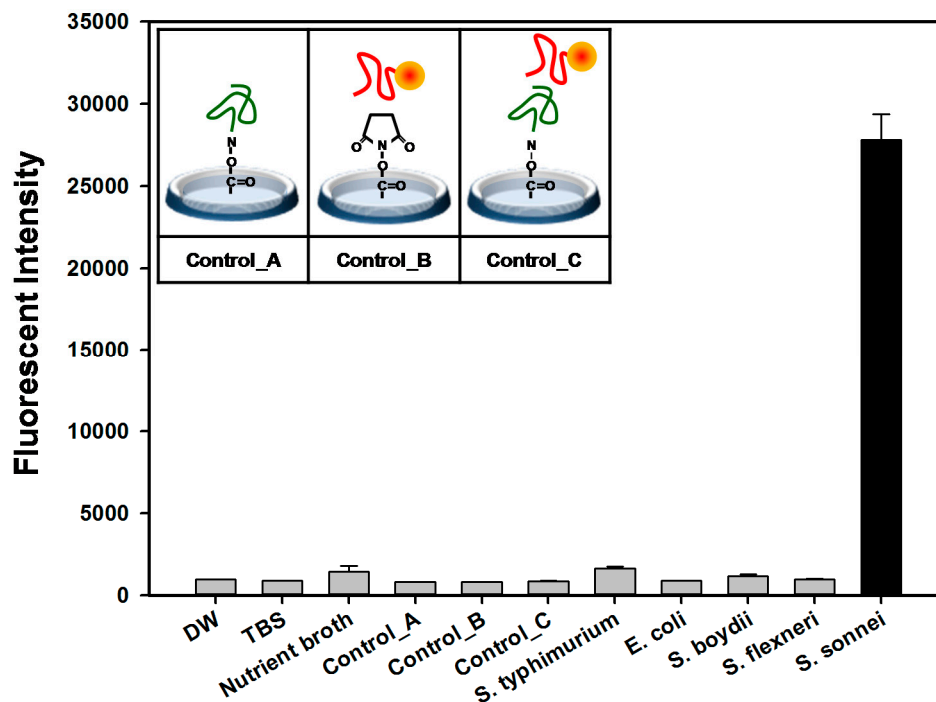 35000
30000
25000
20000
15000
10000
5000
0
Fluorescent Intensity
N
O
C=O
O N O
O
C=O
N
O
C=O
Control_A Control_B Control_C
DW
TBS
Nutrient broth
Control_A
Control_B
Control_C
S. typhimurium
E. coli
S. boydii
S. flexneri
S. sonnei